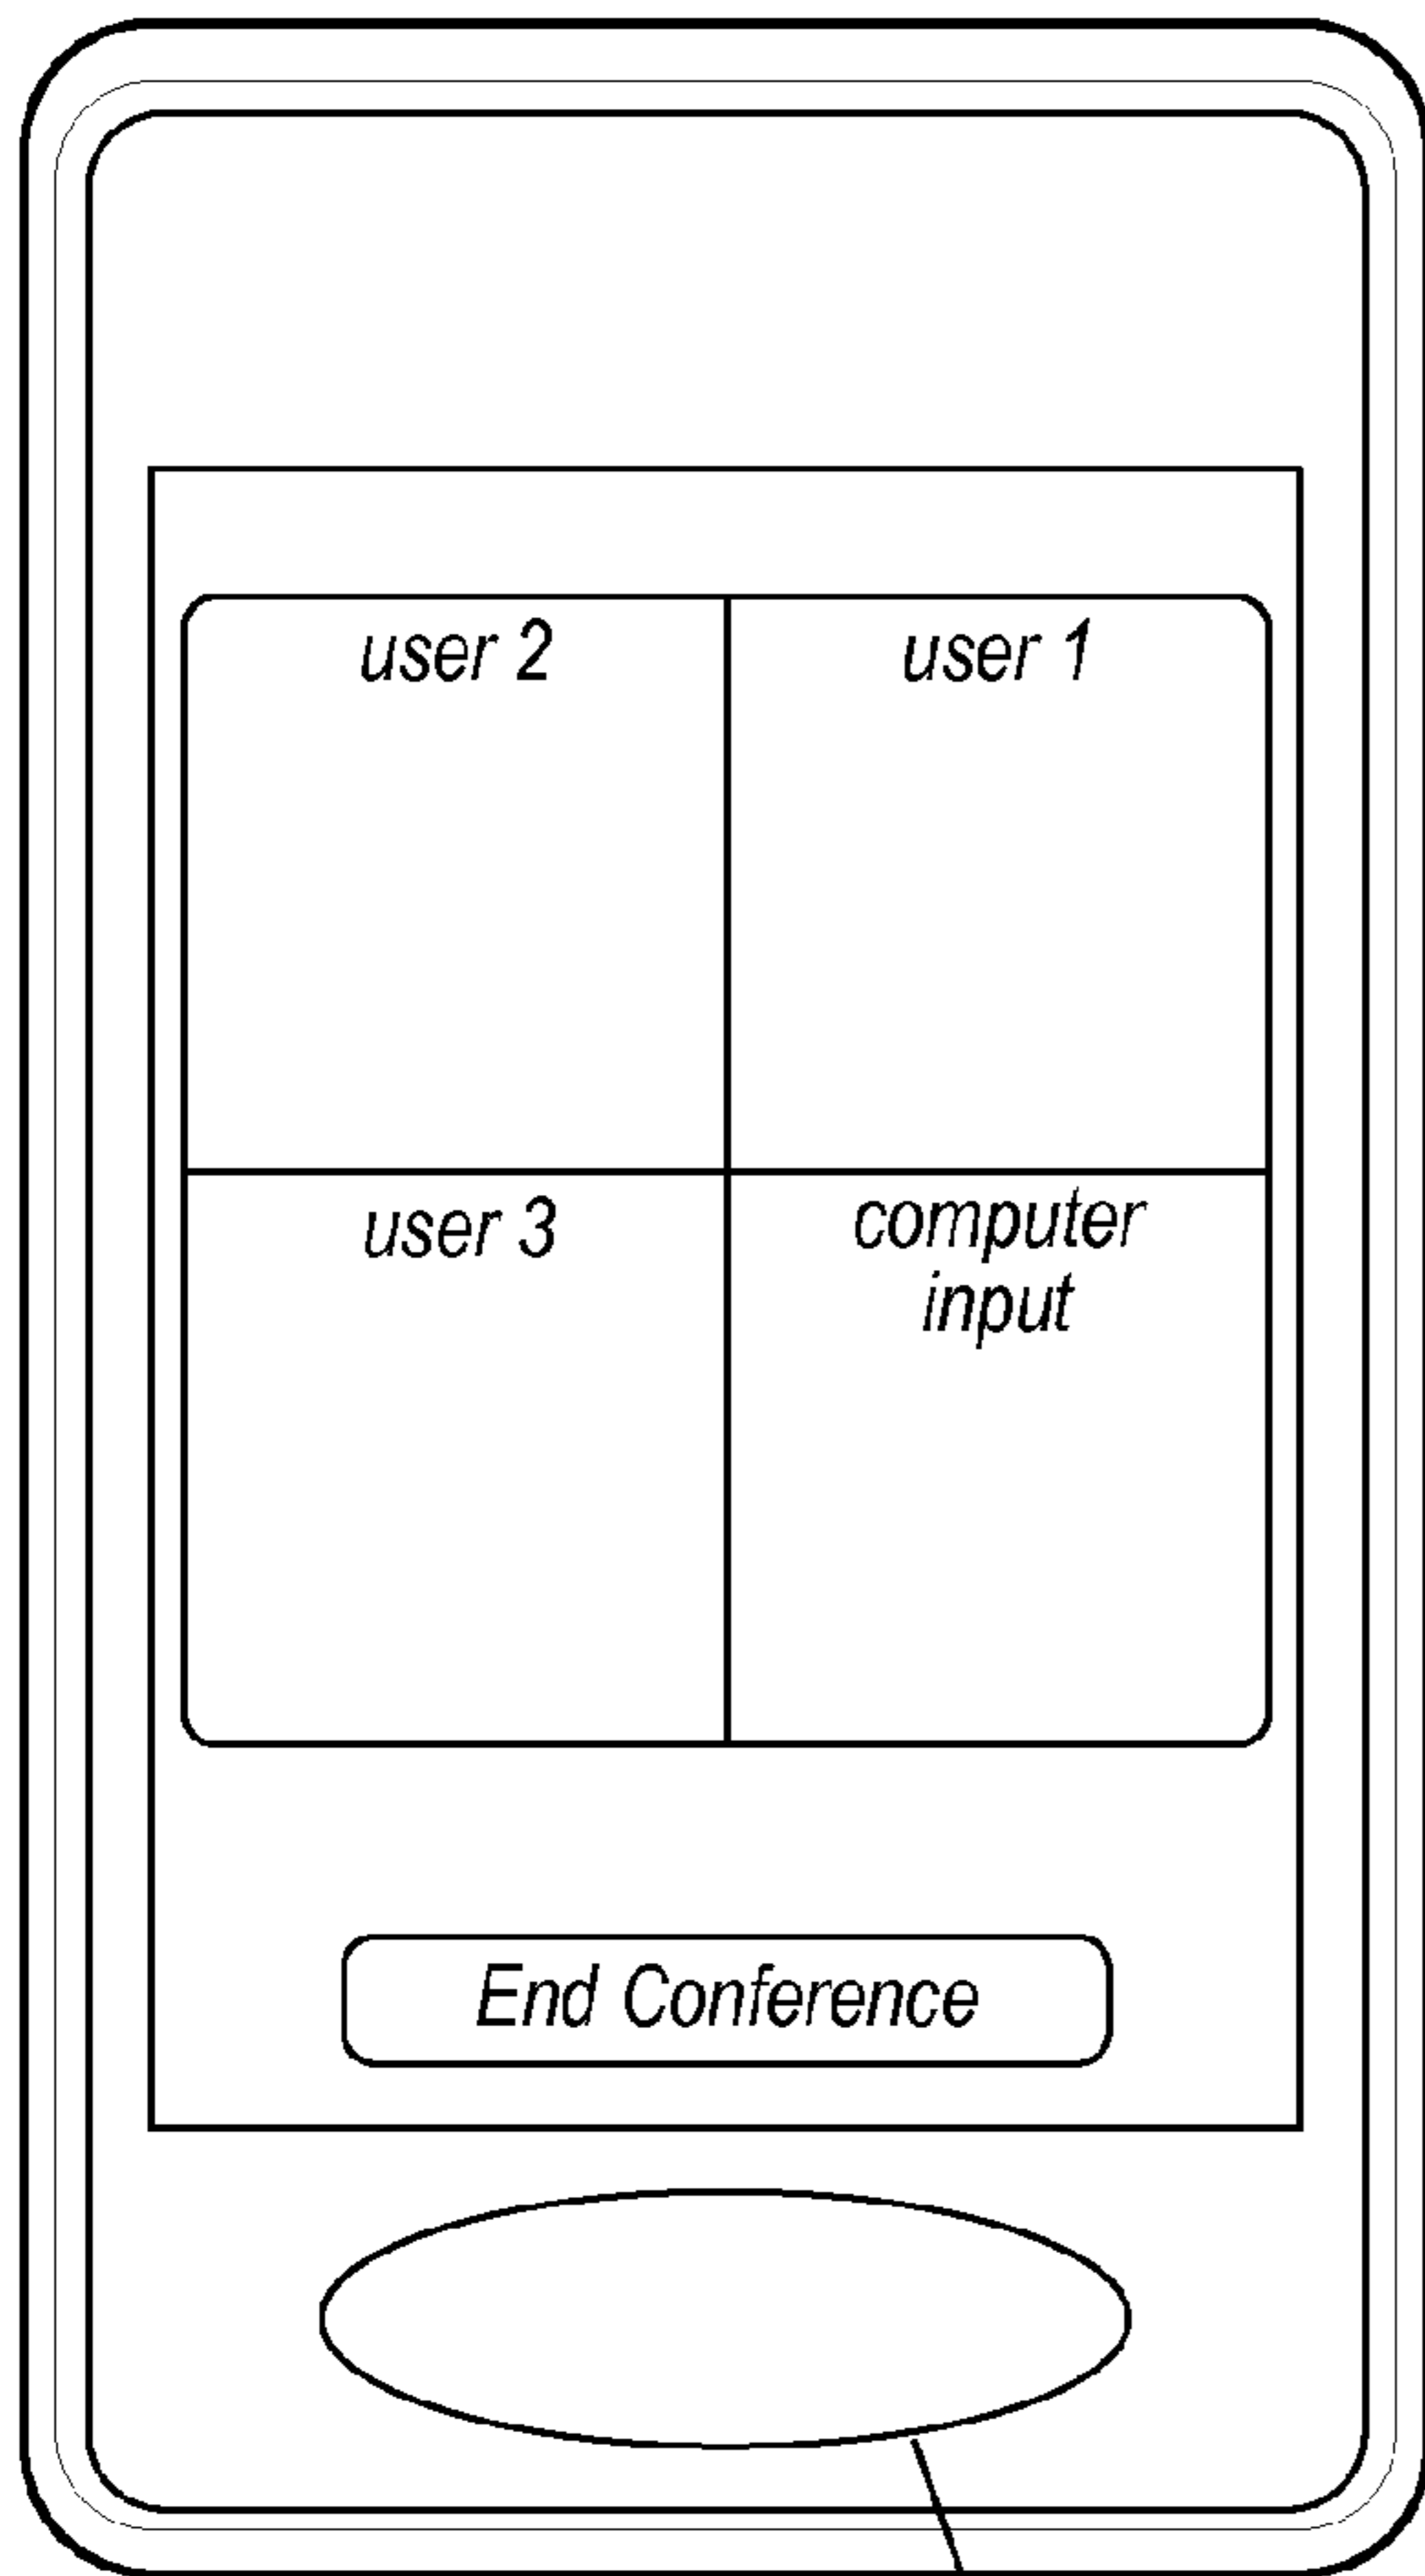 user 2
user 1
user 3
computer
input
End Conference